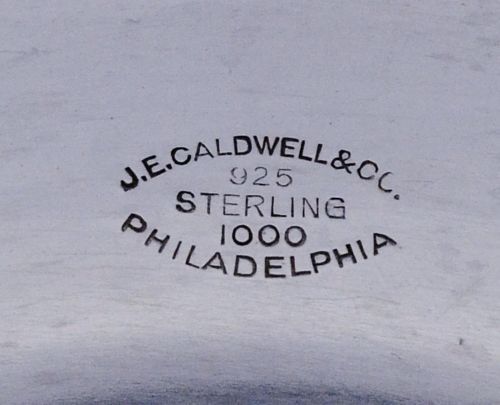 J.E.CALDWELL&CO.
925
STERLING
1000
PHILADELPHIA